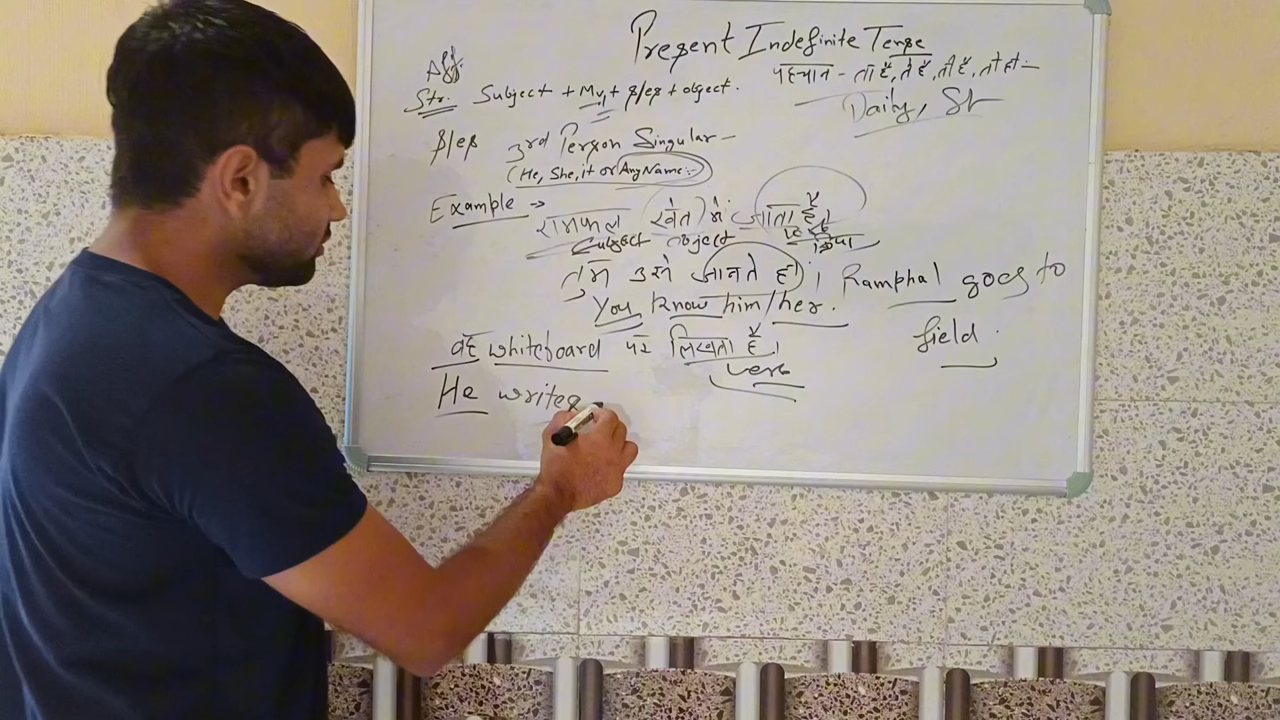 Present Indefinite Tense
पहचान - ता है, ते हैं, ती है, ते हो -
Daily,
Aff
Str. Subject + Mv1 + s/es + object.
s/es 3rd Person Singular -
(He, She, it or Any Name -
Example → रामफल खेत में जाता है।
Subject object
तुम उसे जानते हो। Ramphal goes to
field.
You know him/her.
वह whiteboard पर लिखता है।
verb
He writes